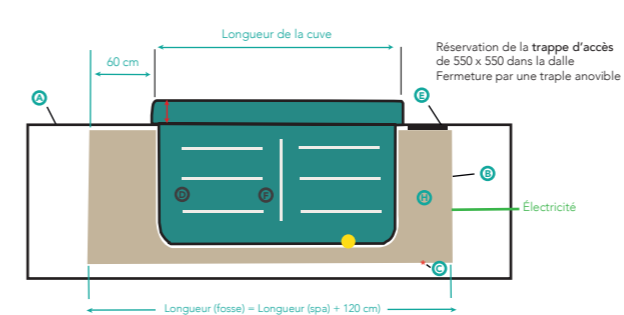 Longueur de la cuve
Réservation de la trappe d'accès
de 550 x 550 dans la dalle
Fermeture par une traple anovible
60 cm
A
E
B
D
F
H
Électricité
C
Longueur (fosse) = Longueur (spa) + 120 cm)